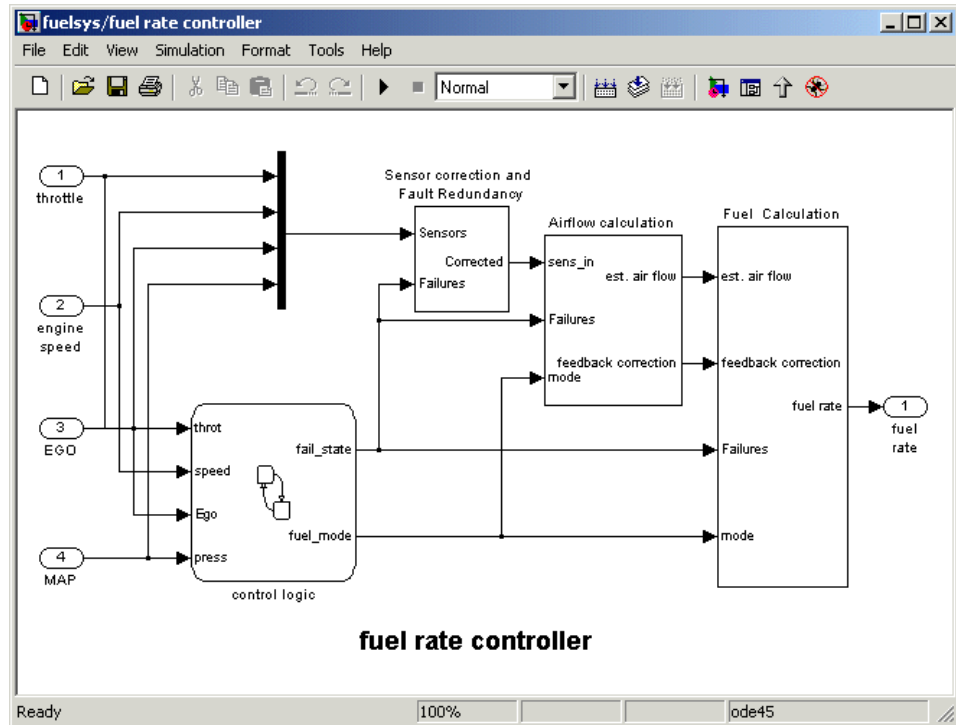 fuelsys/fuel rate controller
File Edit View Simulation Format Tools Help
Normal
1
throttle
2
engine
speed
3
EGO
4
MAP
Sensor correction and
Fault Redundancy
Sensors
Corrected
Failures
Airflow calculation
sens_in
est. air flow
Failures
feedback correction
mode
Fuel Calculation
est. air flow
feedback correction
fuel rate
Failures
mode
1
fuel
rate
throt
fail_state
speed
Ego
fuel_mode
press
control logic
fuel rate controller
Ready 100% ode45